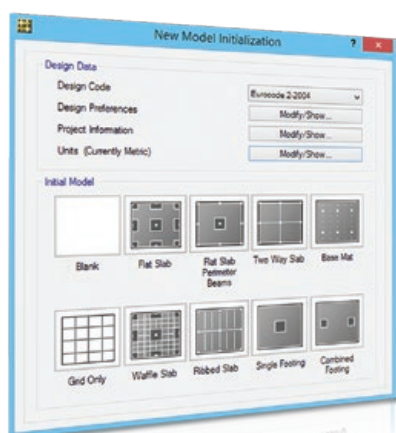 New Model Initialization
?
x
Design Data
Design Code
Eurocode 2-2004
Design Preferences
Modify/Show...
Project Information
Modify/Show...
Units (Currently Metric)
Modify/Show...
Initial Model
Blank
Flat Slab
Flat Slab
Perimeter
Beams
Two Way Slab
Base Mat
Grid Only
Waffle Slab
Ribbed Slab
Single Footing
Combined
Footing